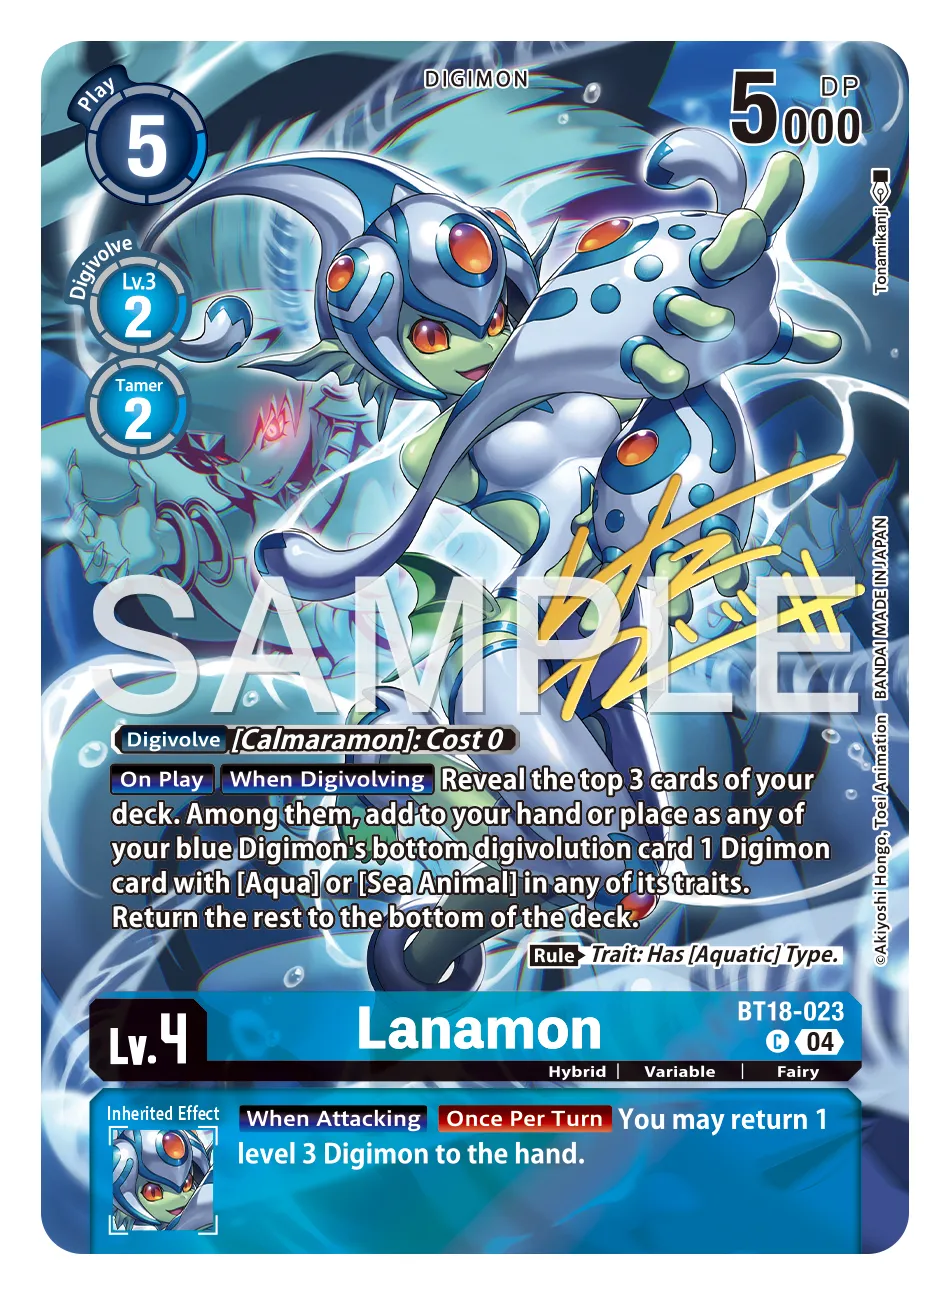 DIGIMON
Play
5
DP
5000
Digivolve
Lv.3
2
Tamer
2
Tonamikanji
SAMPLE
Digivolve [Calmaramon]: Cost 0
On Play When Digivolving Reveal the top 3 cards of your
deck. Among them, add to your hand or place as any of
your blue Digimon's bottom digivolution card 1 Digimon
card with [Aqua] or [Sea Animal] in any of its traits.
Return the rest to the bottom of the deck.
Rule Trait: Has [Aquatic] Type.
©Akiyoshi Hongo, Toei Animation BANDAI MADE IN JAPAN
Lv.4
Lanamon
BT18-023
C 04
Hybrid | Variable | Fairy
Inherited Effect
When Attacking Once Per Turn You may return 1
level 3 Digimon to the hand.